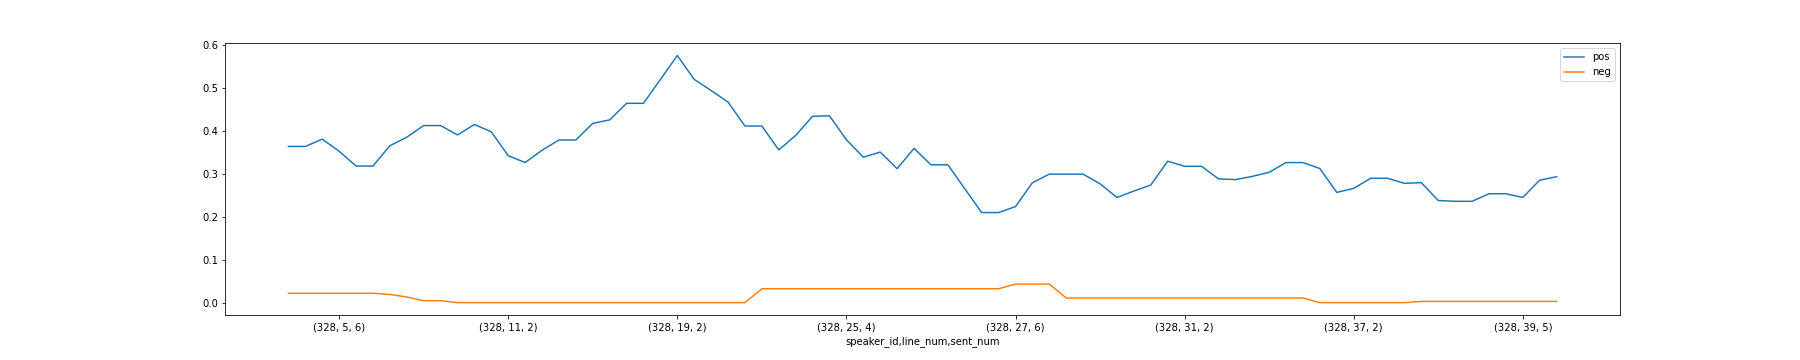 0.6
0.5
0.4
0.3
0.2
0.1
0.0
pos
neg
(328, 5, 6) (328, 11, 2) (328, 19, 2) (328, 25, 4) (328, 27, 6) (328, 31, 2) (328, 37, 2) (328, 39, 5)
speaker_id,line_num,sent_num